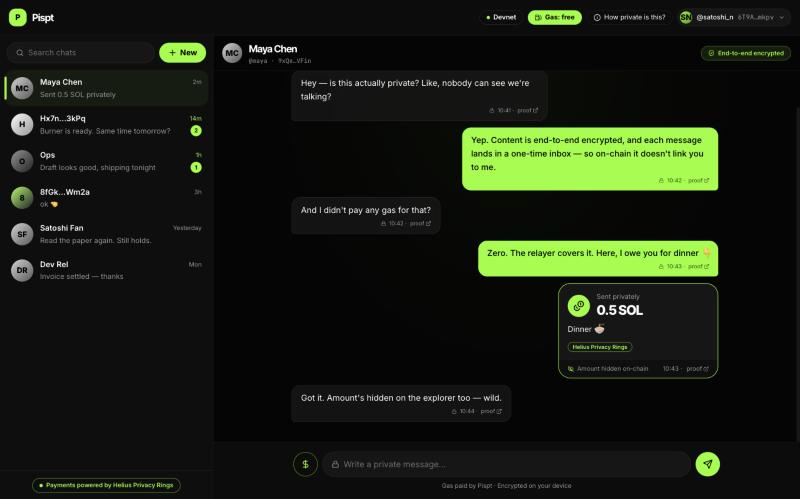 P Pispt
Devnet
Gas: free
How private is this?
SN @satoshi_n 6T9A…mkpv
Search chats
+ New
MC Maya Chen 2m
Sent 0.5 SOL privately
H Hx7n…3kPq 14m
Burner is ready. Same time tomorrow? 2
O Ops 1h
Draft looks good, shipping tonight 1
8 8fGk…Wm2a 3h
ok 🤝
SF Satoshi Fan Yesterday
Read the paper again. Still holds.
DR Dev Rel Mon
Invoice settled — thanks
Payments powered by Helius Privacy Rings
MC Maya Chen
@maya · 9xQe…VFin
End-to-end encrypted
Hey — is this actually private? Like, nobody can see we're
talking?
10:41 · proof
Yep. Content is end-to-end encrypted, and each message
lands in a one-time inbox — so on-chain it doesn't link you
to me.
10:42 · proof
And I didn't pay any gas for that?
10:43 · proof
Zero. The relayer covers it. Here, I owe you for dinner 👇
10:43 · proof
Sent privately
0.5 SOL
Dinner 🍜
Helius Privacy Rings
Amount hidden on-chain 10:43 · proof
Got it. Amount's hidden on the explorer too — wild.
10:44 · proof
$ Write a private message…
Gas paid by Pispt · Encrypted on your device